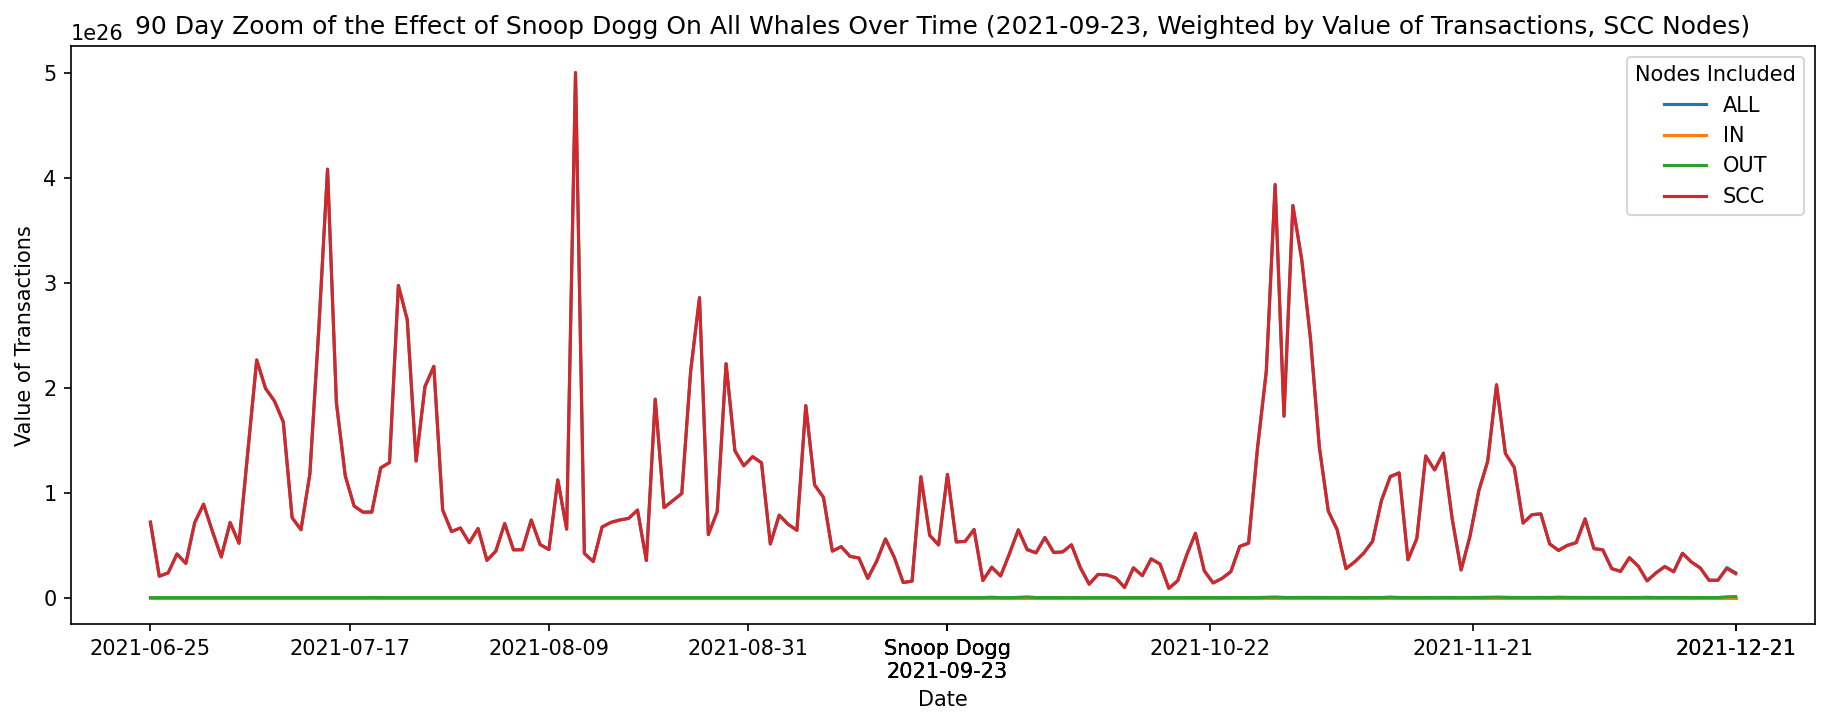 90 Day Zoom of the Effect of Snoop Dogg On All Whales Over Time (2021-09-23, Weighted by Value of Transactions, SCC Nodes)
1e26
5
4
3
2
1
0
Value of Transactions
Nodes Included
ALL
IN
OUT
SCC
2021-06-25
2021-07-17
2021-08-09
2021-08-31
Snoop Dogg
2021-09-23
2021-10-22
2021-11-21
2021-12-21
Date